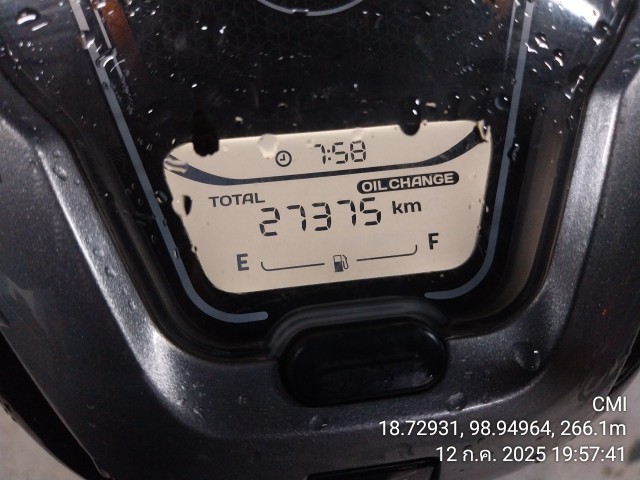 7:58
OIL CHANGE
TOTAL
27375 km
E F
CMI
18.72931, 98.94964, 266.1m
12 ก.ค. 2025 19:57:41